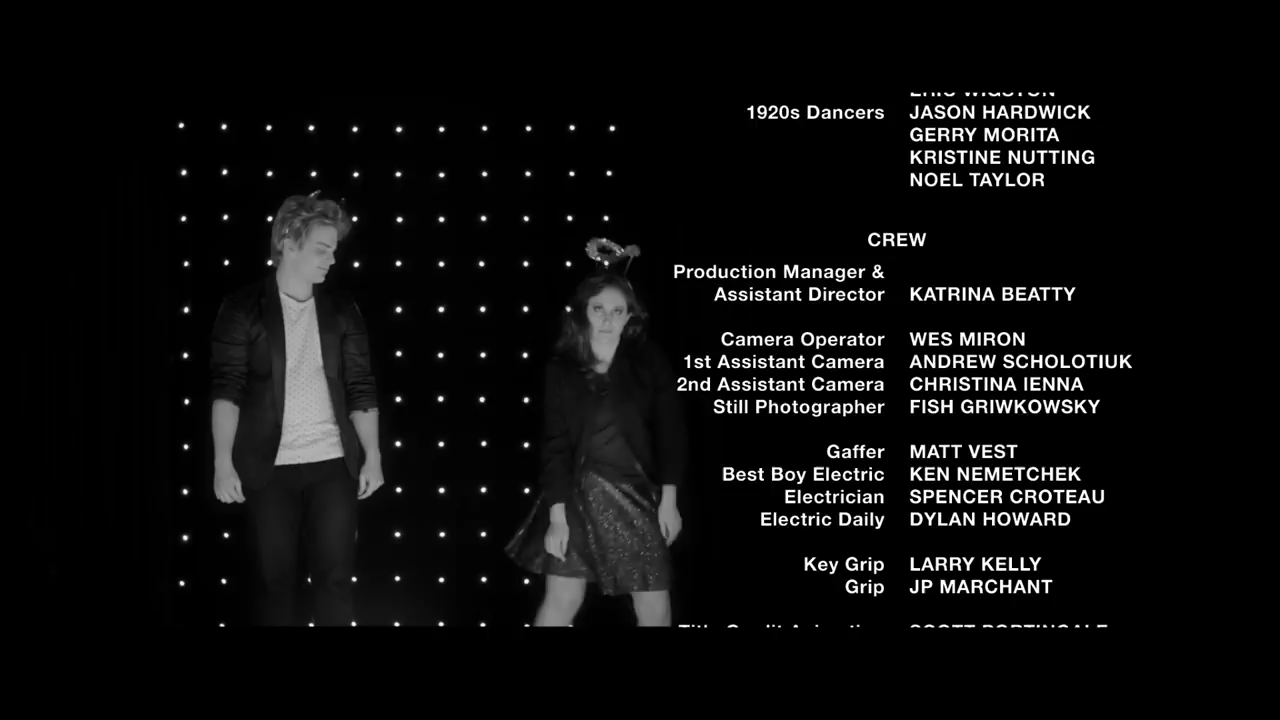 1920s Dancers JASON HARDWICK
GERRY MORITA
KRISTINE NUTTING
NOEL TAYLOR
CREW
Production Manager &
Assistant Director KATRINA BEATTY
Camera Operator WES MIRON
1st Assistant Camera ANDREW SCHOLOTIUK
2nd Assistant Camera CHRISTINA IENNA
Still Photographer FISH GRIWKOWSKY
Gaffer MATT VEST
Best Boy Electric KEN NEMETCHEK
Electrician SPENCER CROTEAU
Electric Daily DYLAN HOWARD
Key Grip LARRY KELLY
Grip JP MARCHANT